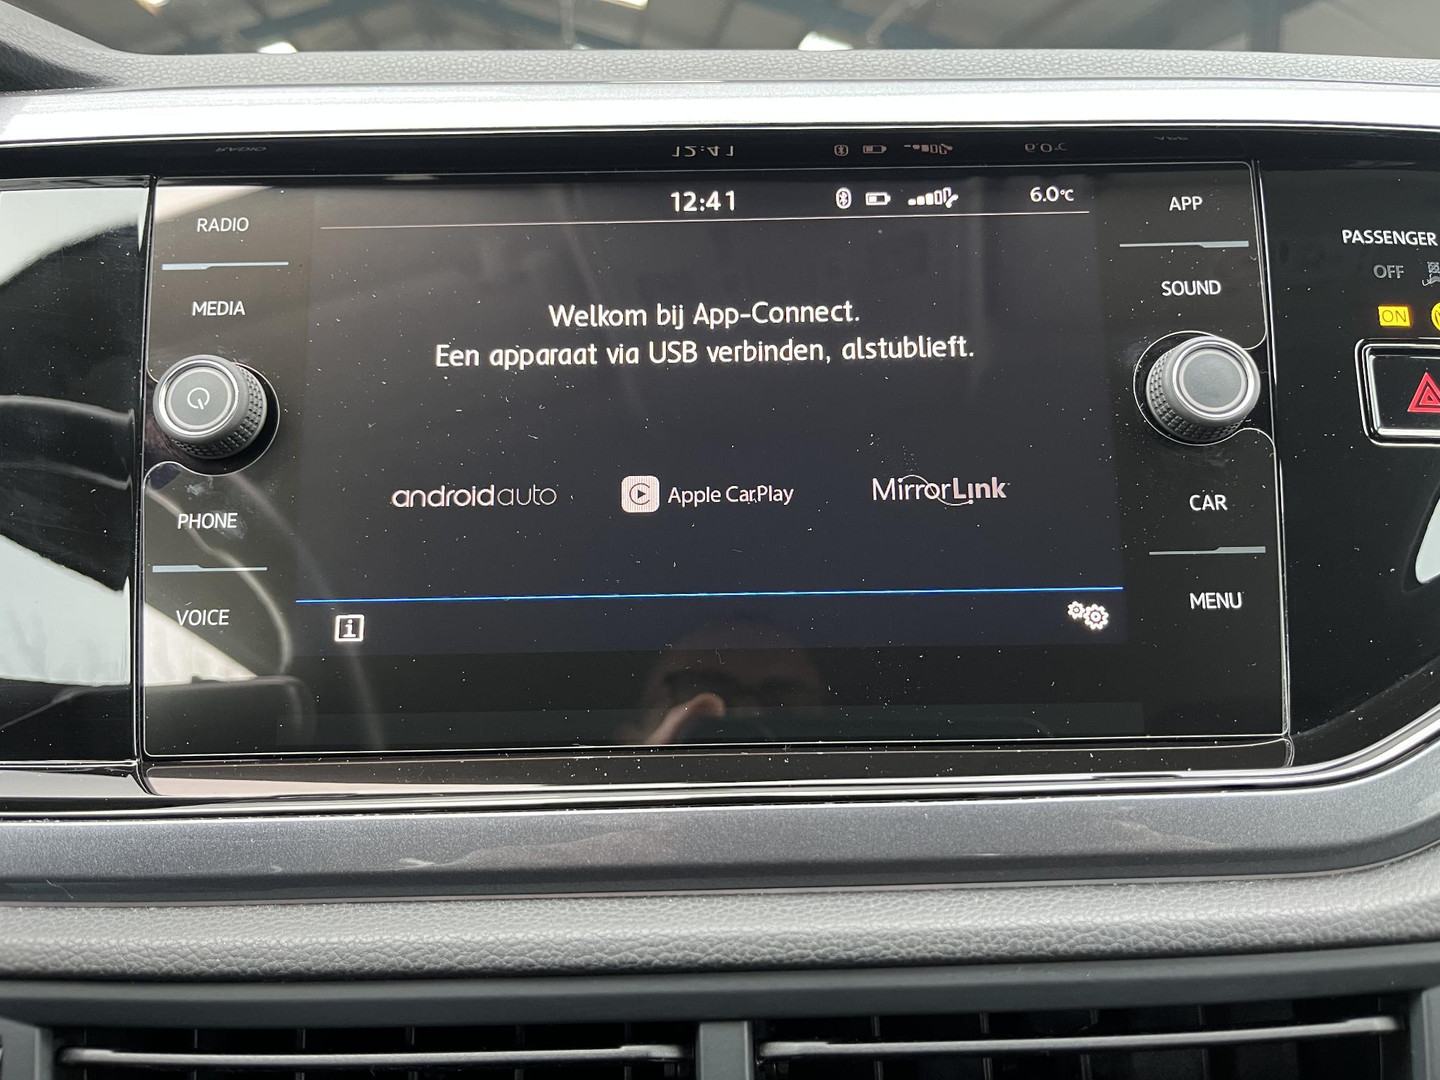 12:41
6.0°C
RADIO
MEDIA
PHONE
VOICE
Welkom bij App-Connect.
Een apparaat via USB verbinden, alstublieft.
androidauto
Apple CarPlay
MirrorLink
i
APP
SOUND
CAR
MENU
PASSENGER
OFF
ON